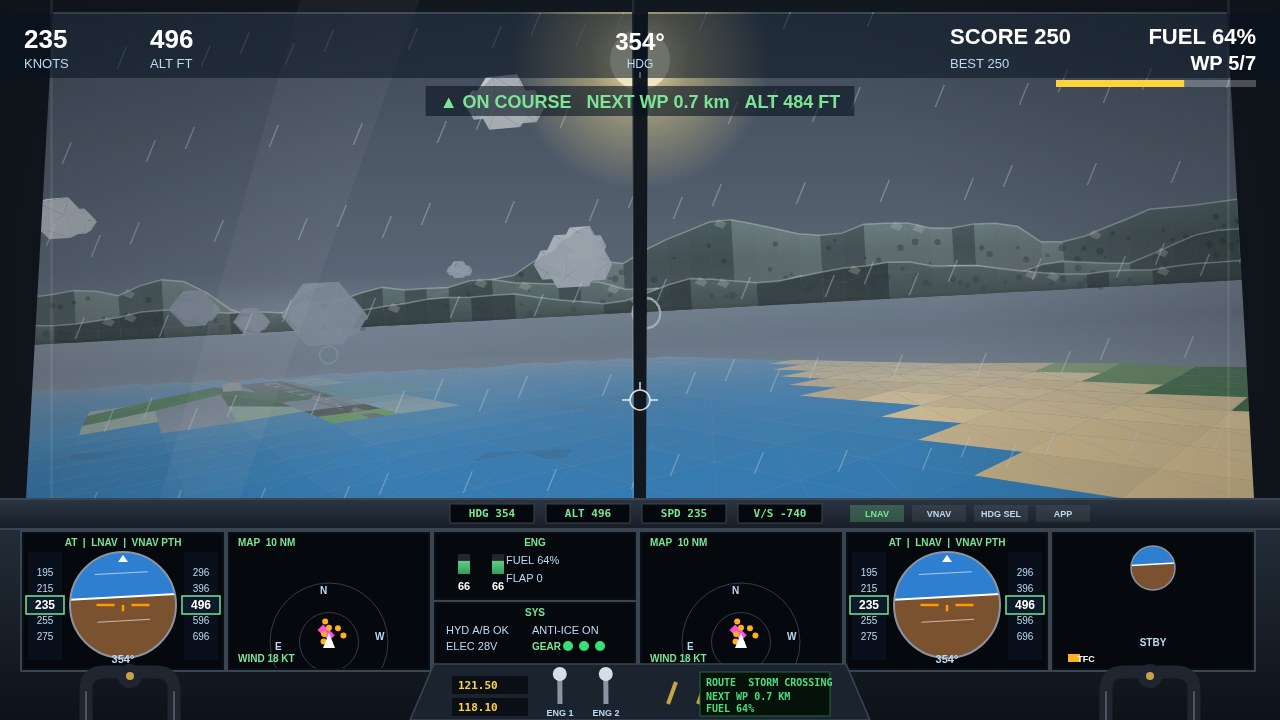 235
KNOTS
496
ALT FT
354°
HDG
SCORE 250
BEST 250
FUEL 64%
WP 5/7
▲ ON COURSE NEXT WP 0.7 km ALT 484 FT
HDG 354
ALT 496
SPD 235
V/S -740
LNAV
VNAV
HDG SEL
APP
AT | LNAV | VNAV PTH
195
215
235
255
275
296
396
496
596
696
354°
MAP 10 NM
N
E
W
WIND 18 KT
ENG
66
66
FUEL 64%
FLAP 0
SYS
HYD A/B OK
ANTI-ICE ON
ELEC 28V
GEAR
MAP 10 NM
N
E
W
WIND 18 KT
AT | LNAV | VNAV PTH
195
215
235
255
275
296
396
496
596
696
354°
STBY
TFC
121.50
118.10
ENG 1
ENG 2
ROUTE STORM CROSSING
NEXT WP 0.7 KM
FUEL 64%